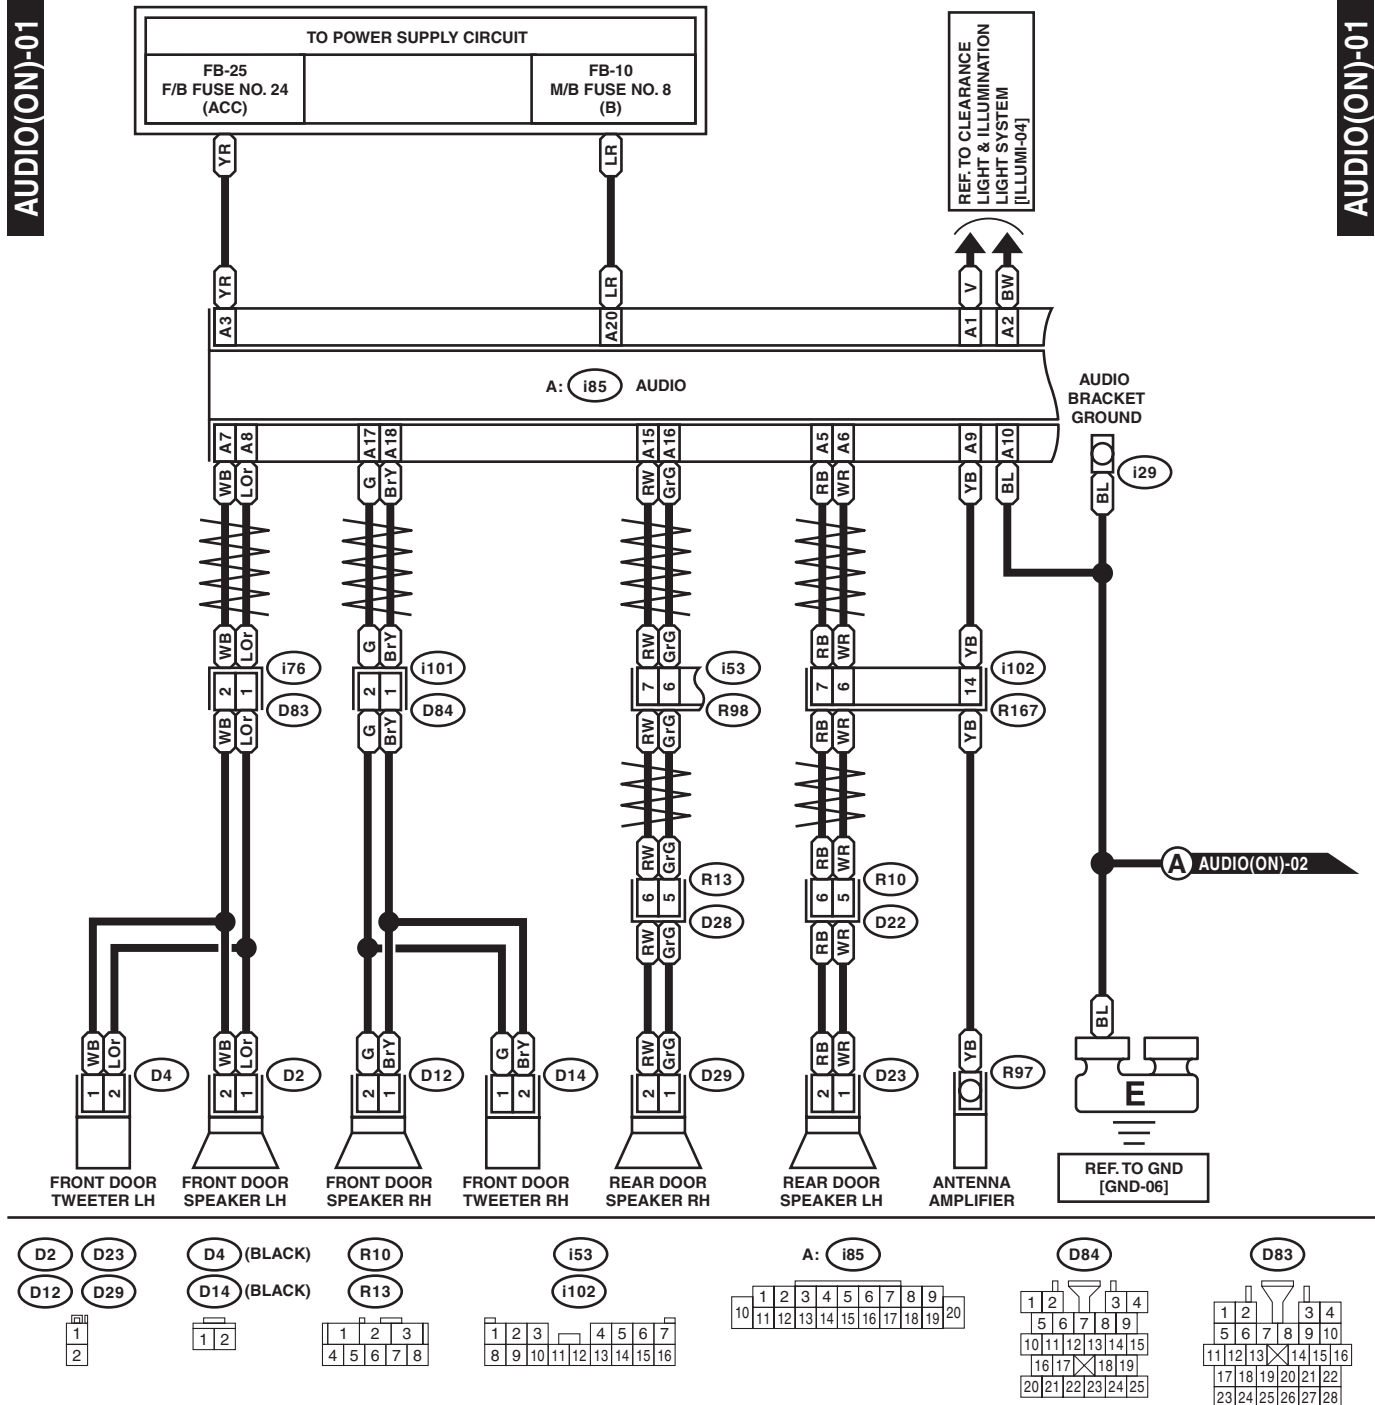 AUDIO(ON)-01
AUDIO(ON)-01
TO POWER SUPPLY CIRCUIT
FB-25
F/B FUSE NO. 24
(ACC)
FB-10
M/B FUSE NO. 8
(B)
REF. TO CLEARANCE
LIGHT & ILLUMINATION
LIGHT SYSTEM
[ILLUMI-04]
YR
LR
YR
LR
V
BW
A3
A20
A1
A2
A: i85 AUDIO
AUDIO
BRACKET
GROUND
A7
A8
A17
A18
A15
A16
A5
A6
A9
A10
i29
WB
LOr
G
BrY
RW
GrG
RB
WR
YB
BL
BL
WB
LOr
G
BrY
RW
GrG
RB
WR
YB
i76
i101
i53
i102
2
1
2
1
7
6
7
6
14
D83
D84
R98
R167
WB
LOr
G
BrY
RW
GrG
RB
WR
YB
RW
GrG
RB
WR
A AUDIO(ON)-02
R13
R10
6
5
6
5
D28
D22
RW
GrG
RB
WR
BL
WB
LOr
WB
LOr
G
BrY
G
BrY
RW
GrG
RB
WR
YB
1
2
D4
2
1
D2
2
1
D12
1
2
D14
2
1
D29
2
1
D23
R97
E
FRONT DOOR
TWEETER LH
FRONT DOOR
SPEAKER LH
FRONT DOOR
SPEAKER RH
FRONT DOOR
TWEETER RH
REAR DOOR
SPEAKER RH
REAR DOOR
SPEAKER LH
ANTENNA
AMPLIFIER
REF. TO GND
[GND-06]
D2 D23
D12 D29
1
2
D4 (BLACK)
D14 (BLACK)
1 2
R10
R13
1 2 3
4 5 6 7 8
i53
i102
1 2 3 4 5 6 7
8 9 10 11 12 13 14 15 16
A: i85
1 2 3 4 5 6 7 8 9
10 11 12 13 14 15 16 17 18 19 20
D84
1 2 3 4
5 6 7 8 9
10 11 12 13 14 15
16 17 18 19
20 21 22 23 24 25
D83
1 2 3 4
5 6 7 8 9 10
11 12 13 14 15 16
17 18 19 20 21 22
23 24 25 26 27 28